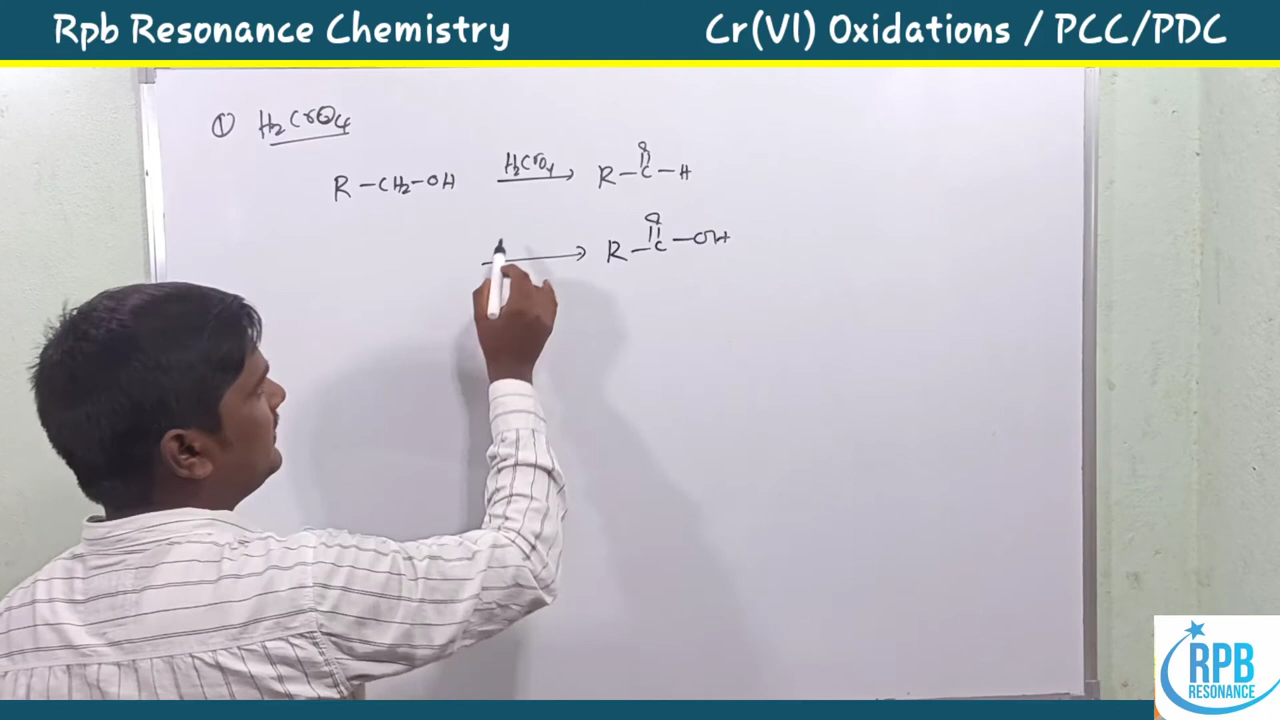 Rpb Resonance Chemistry
Cr(VI) Oxidations / PCC/PDC
① H₂CrO₄
R-CH₂-OH
H₂CrO₄
O
R-C-H
O
R-C-OH
RPB
RESONANCE